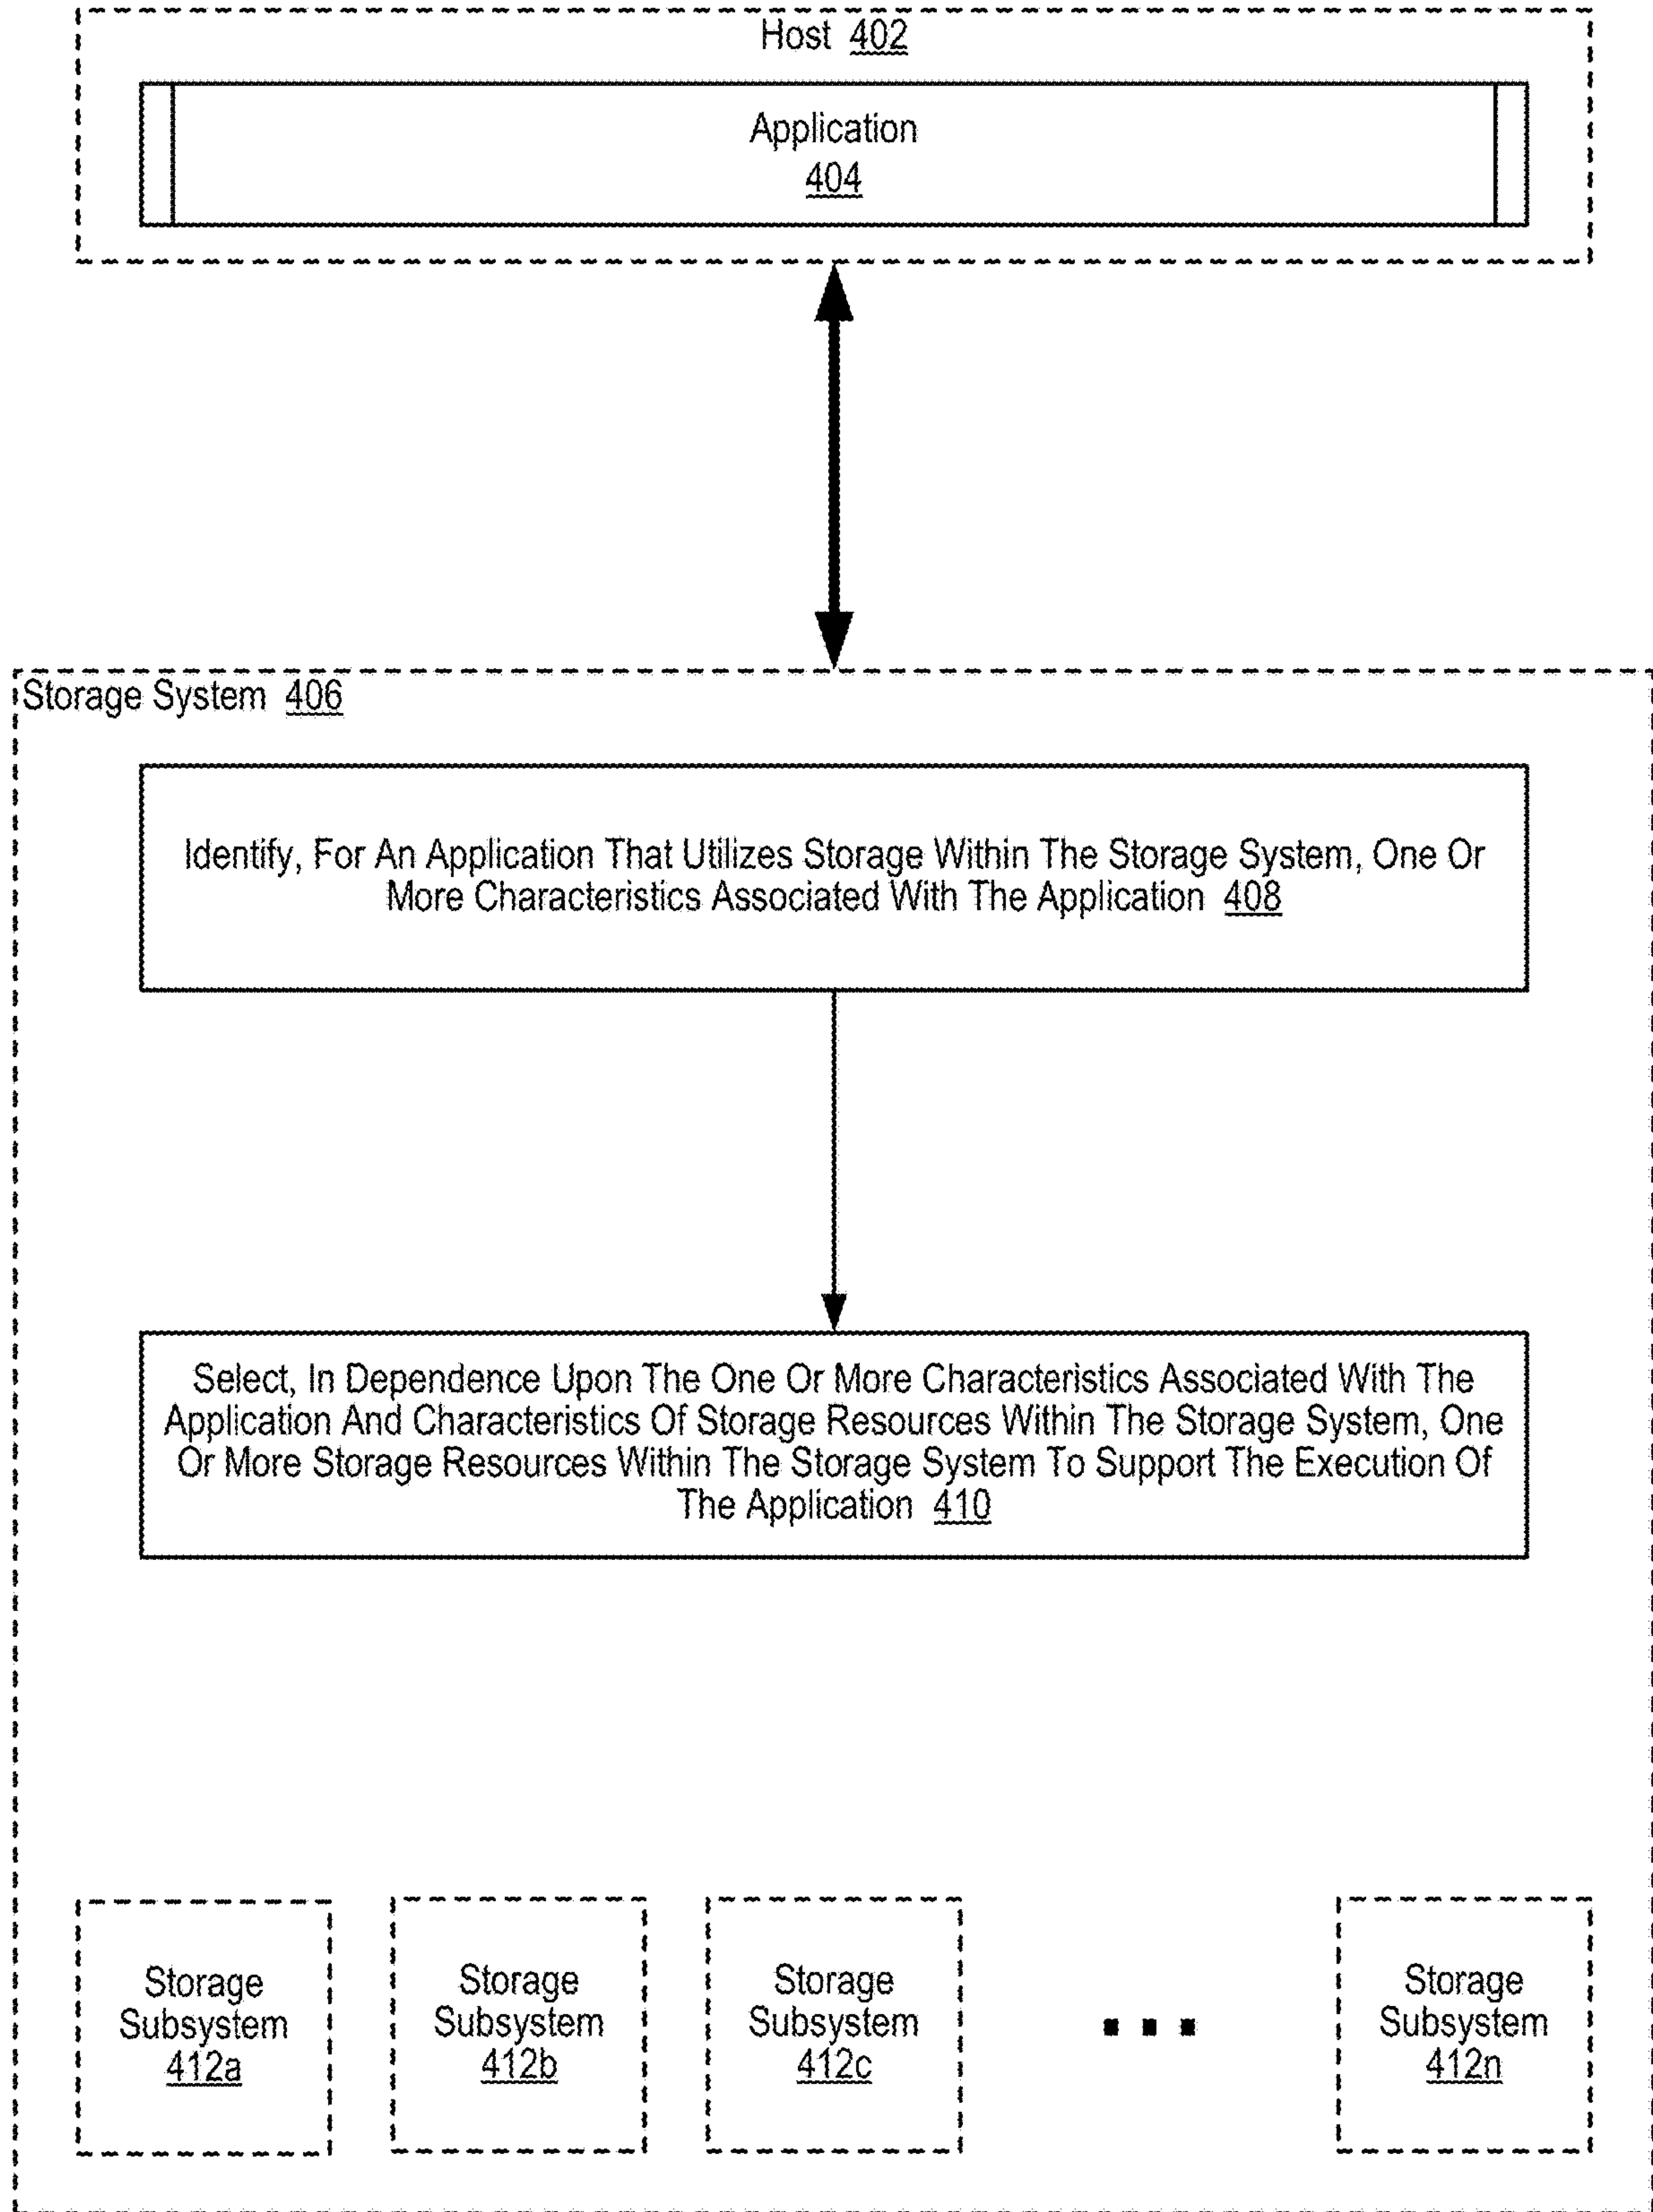 Host 402
Application
404
Storage System 406
Identify, For An Application That Utilizes Storage Within The Storage System, One Or
More Characteristics Associated With The Application 408
Select, In Dependence Upon The One Or More Characteristics Associated With The
Application And Characteristics Of Storage Resources Within The Storage System, One
Or More Storage Resources Within The Storage System To Support The Execution Of
The Application 410
Storage
Subsystem
412a
Storage
Subsystem
412b
Storage
Subsystem
412c
...
Storage
Subsystem
412n